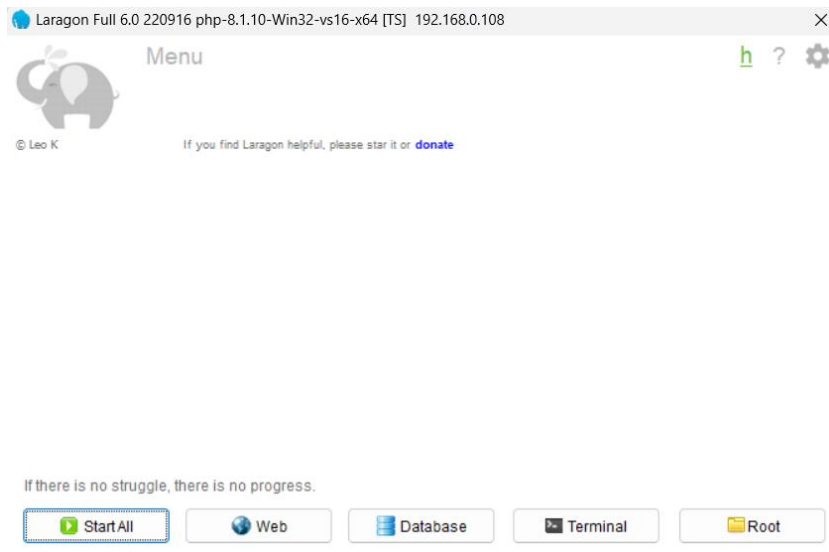 Laragon Full 6.0 220916 php-8.1.10-Win32-vs16-x64 [TS] 192.168.0.108
Menu
h ?
© Leo K
If you find Laragon helpful, please star it or donate
If there is no struggle, there is no progress.
Start All Web Database Terminal Root